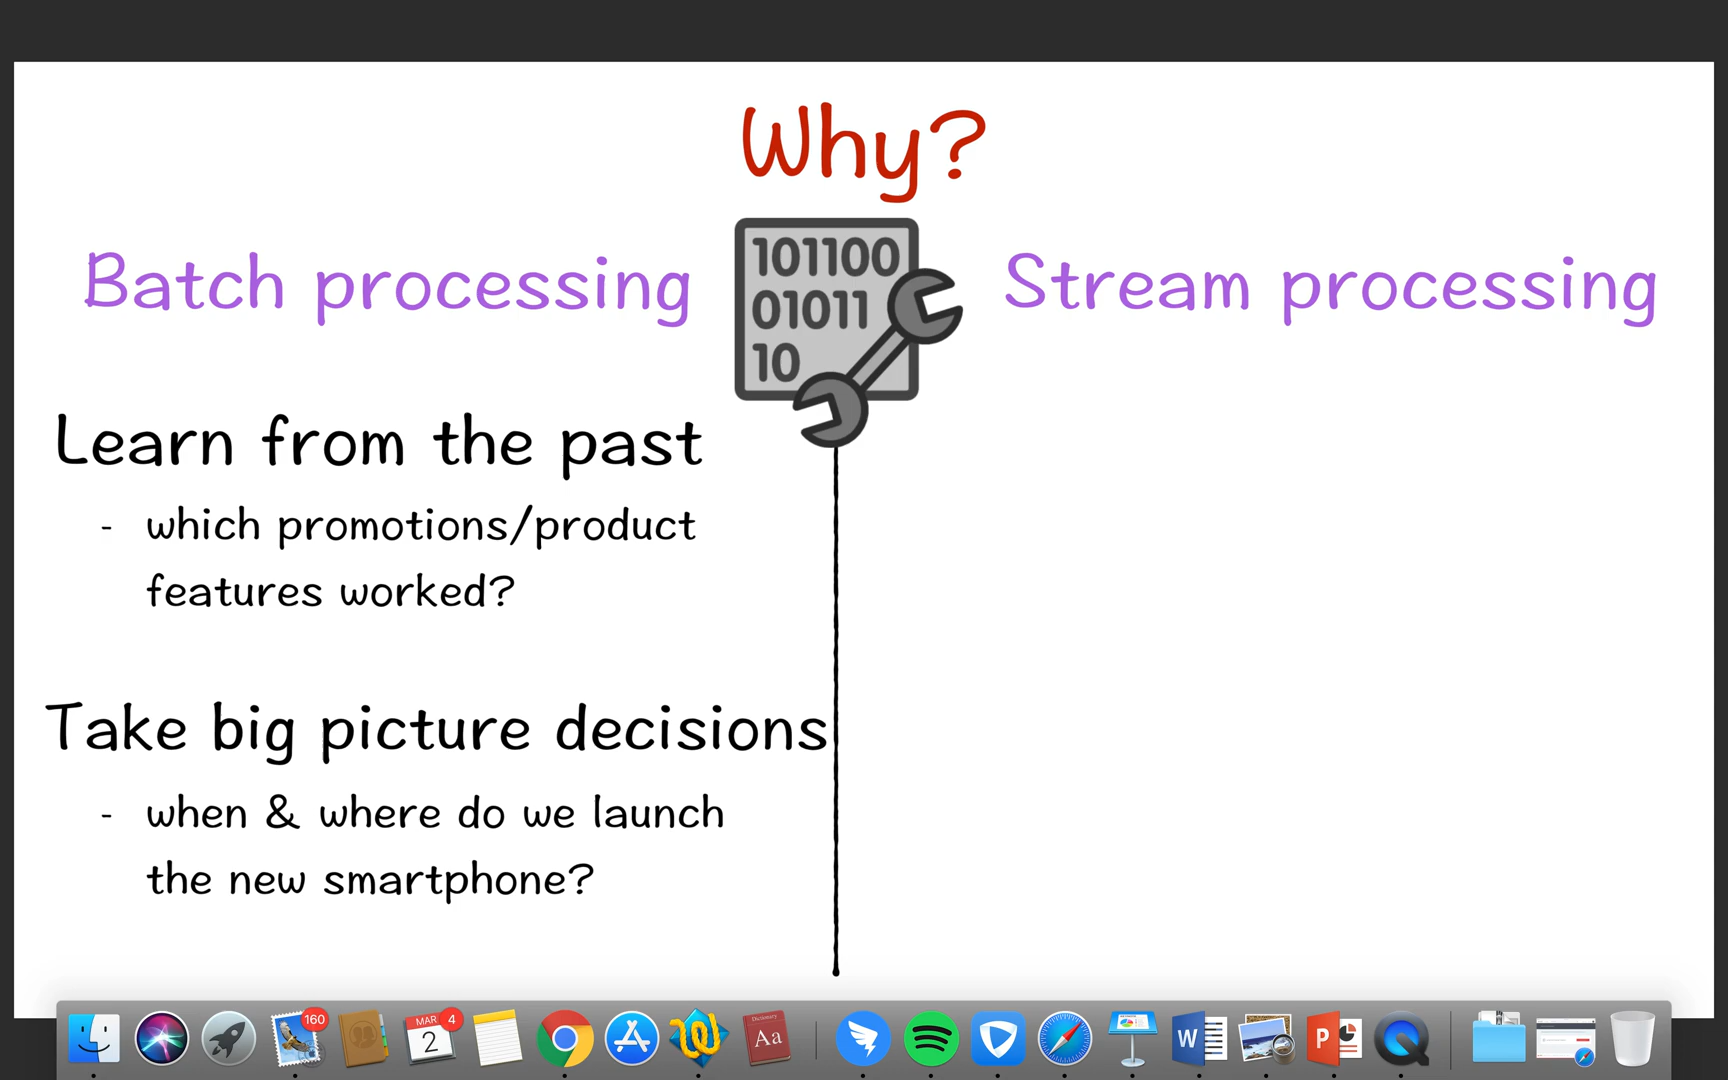 Why?
Batch processing
101100
01011
10
Stream processing
Learn from the past
- which promotions/product
features worked?
Take big picture decisions
- when & where do we launch
the new smartphone?
160
MAR
4
2
Dictionary
Aa
W
P